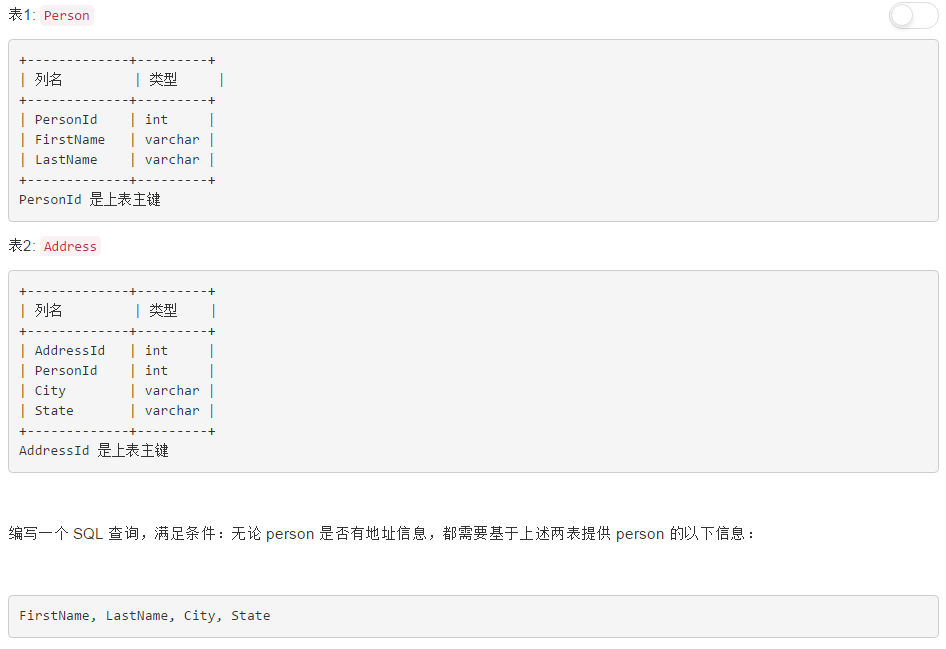 表1: Person
+-------------+---------+
| 列名         | 类型     |
+-------------+---------+
| PersonId    | int     |
| FirstName   | varchar |
| LastName    | varchar |
+-------------+---------+
PersonId 是上表主键
表2: Address
+-------------+---------+
| 列名         | 类型    |
+-------------+---------+
| AddressId   | int     |
| PersonId    | int     |
| City        | varchar |
| State       | varchar |
+-------------+---------+
AddressId 是上表主键
编写一个 SQL 查询，满足条件：无论 person 是否有地址信息，都需要基于上述两表提供 person 的以下信息：
FirstName, LastName, City, State